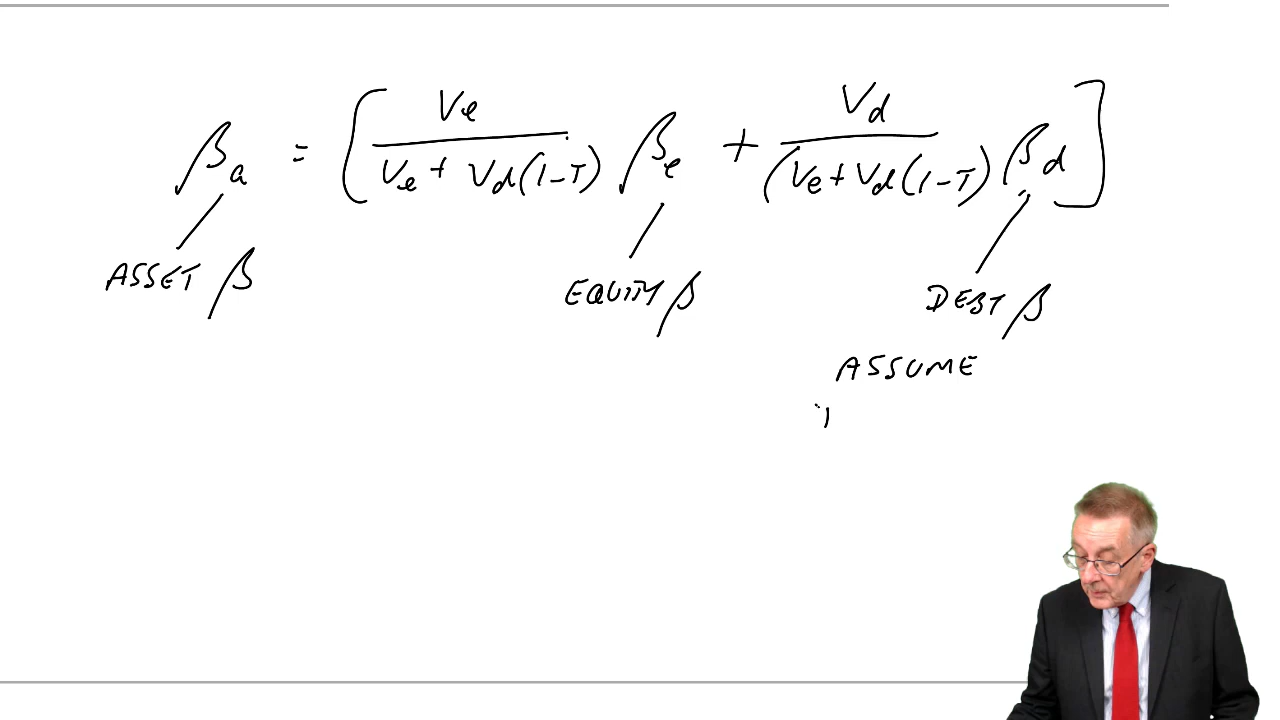 βa = [ Ve / Ve + Vd(1-T) βe + Vd / (Ve + Vd(1-T) βd ]
ASSET β
EQUITY β
DEBT β
ASSUME